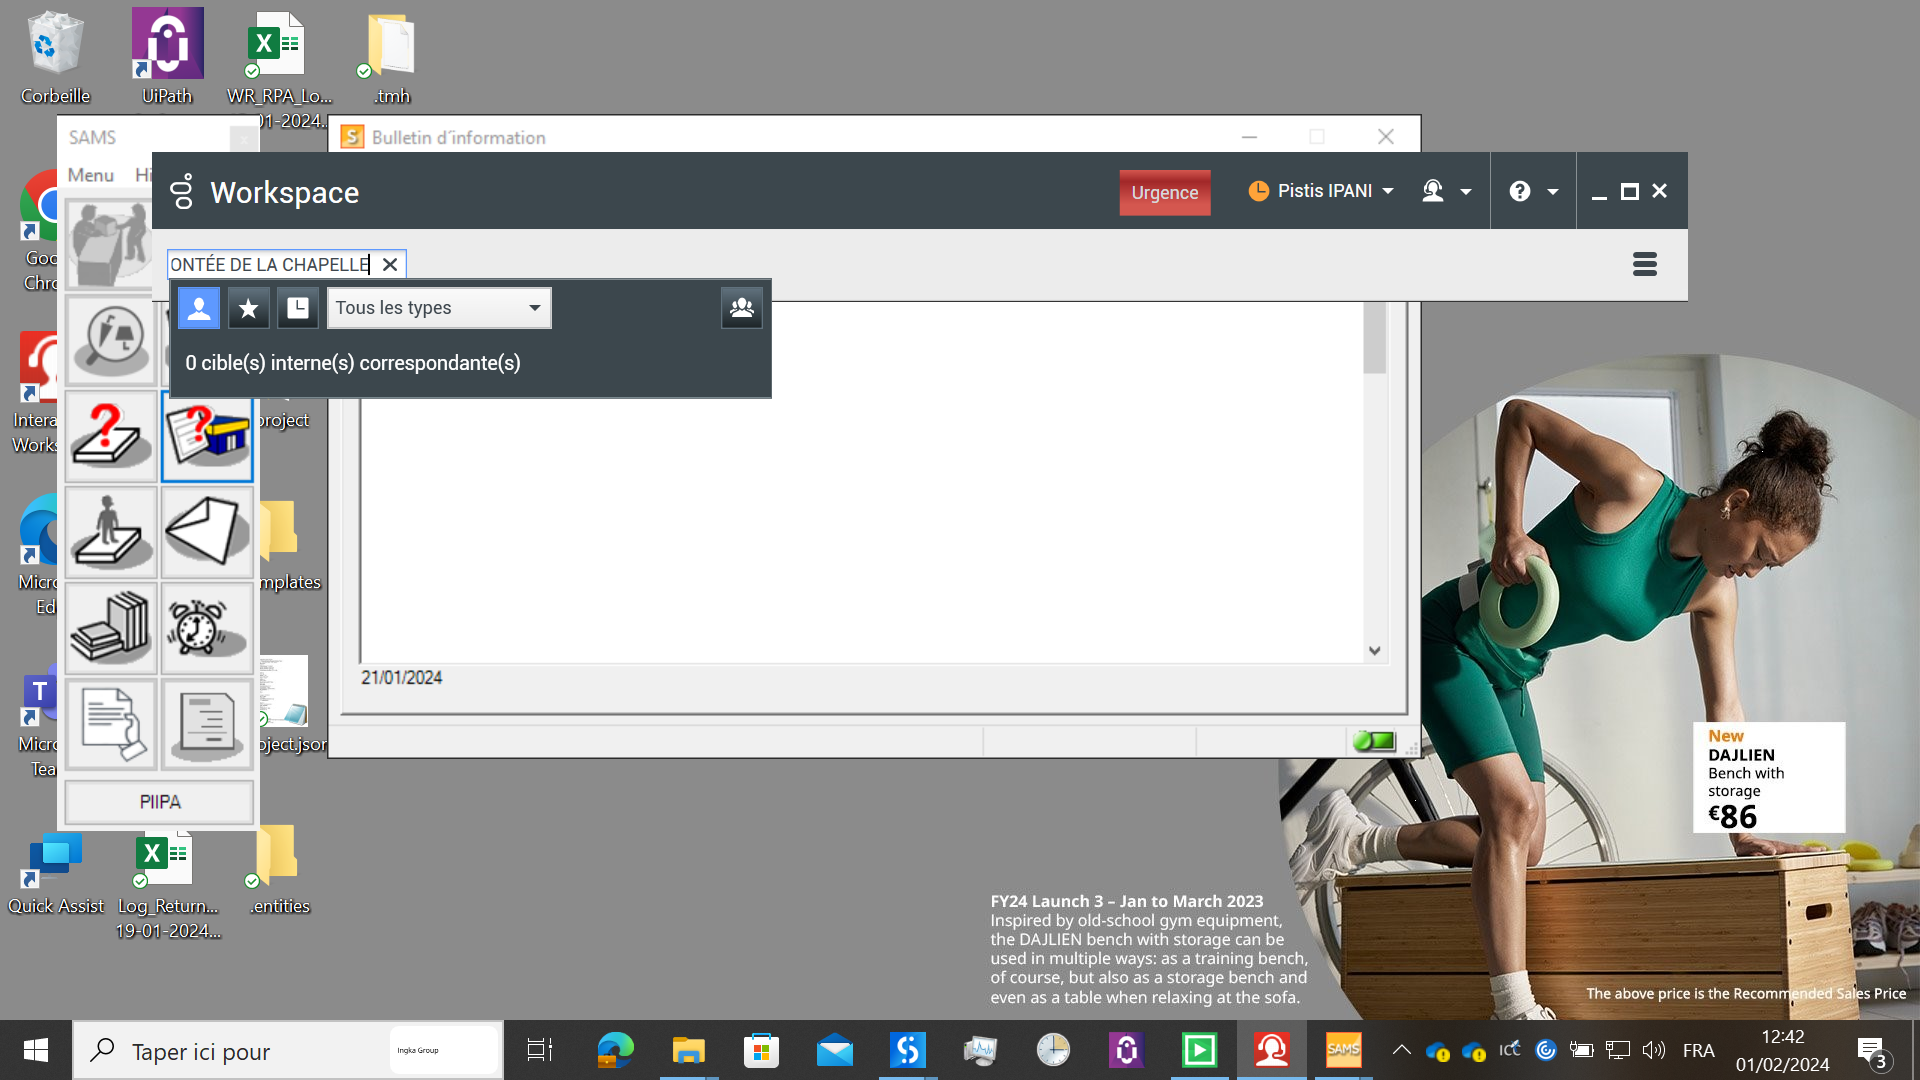 Corbeille
UiPath
WR_RPA_Lo...
01-2024...
.tmh
SAMS
Menu
Hi
Bulletin d´information
Workspace
Urgence
Pistis IPANI
ONTÉE DE LA CHAPELLE
Tous les types
0 cible(s) interne(s) correspondante(s)
Goo
Chro
Intera
Works
project
Micro
Ed
mplates
Micro
Tea
oject.json
21/01/2024
PIIPA
Quick Assist
Log_Return...
19-01-2024...
.entities
New
DAJLIEN
Bench with
storage
€86
FY24 Launch 3 – Jan to March 2023
Inspired by old-school gym equipment,
the DAJLIEN bench with storage can be
used in multiple ways: as a training bench,
of course, but also as a storage bench and
even as a table when relaxing at the sofa.
The above price is the Recommended Sales Price
Taper ici pour
Ingka Group
SAMS
FRA
12:42
01/02/2024
3